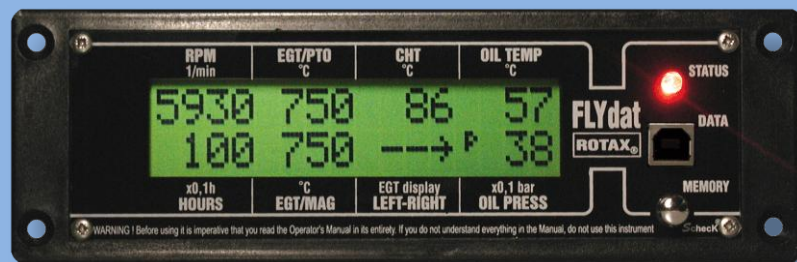 RPM EGT/PTO CHT OIL TEMP
1/min °C °C °C
STATUS
5930 750 86 57
FLYdat
DATA
100 750 --→ P 38
ROTAX®
x0,1h °C EGT display x0,1 bar
HOURS EGT/MAG LEFT-RIGHT OIL PRESS
MEMORY
WARNING ! Before using it is imperative that you read the Operator's Manual in its entirety. If you do not understand everything in the Manual, do not use this instrument
SchecK